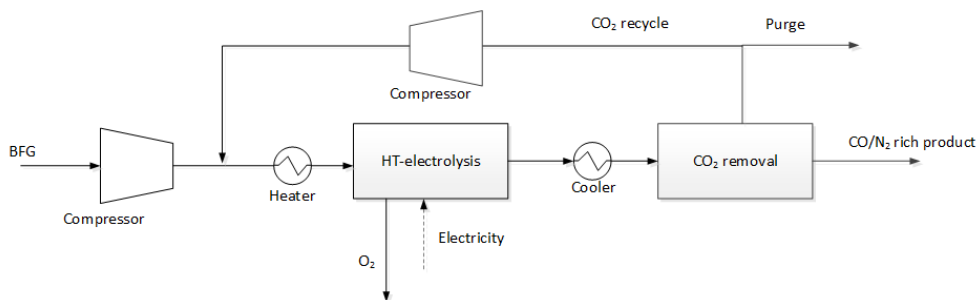 CO₂ recycle
Purge
Compressor
BFG
HT-electrolysis
CO₂ removal
CO/N₂ rich product
Heater
Cooler
Compressor
Electricity
O₂